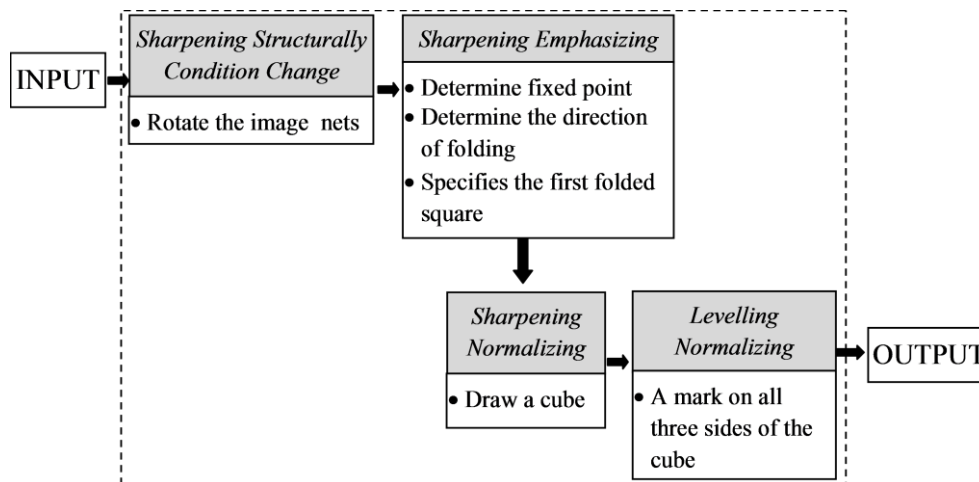 INPUT
Sharpening Structurally
Condition Change
• Rotate the image nets
Sharpening Emphasizing
• Determine fixed point
• Determine the direction
of folding
• Specifies the first folded
square
Sharpening
Normalizing
• Draw a cube
Levelling
Normalizing
• A mark on all
three sides of the
cube
OUTPUT